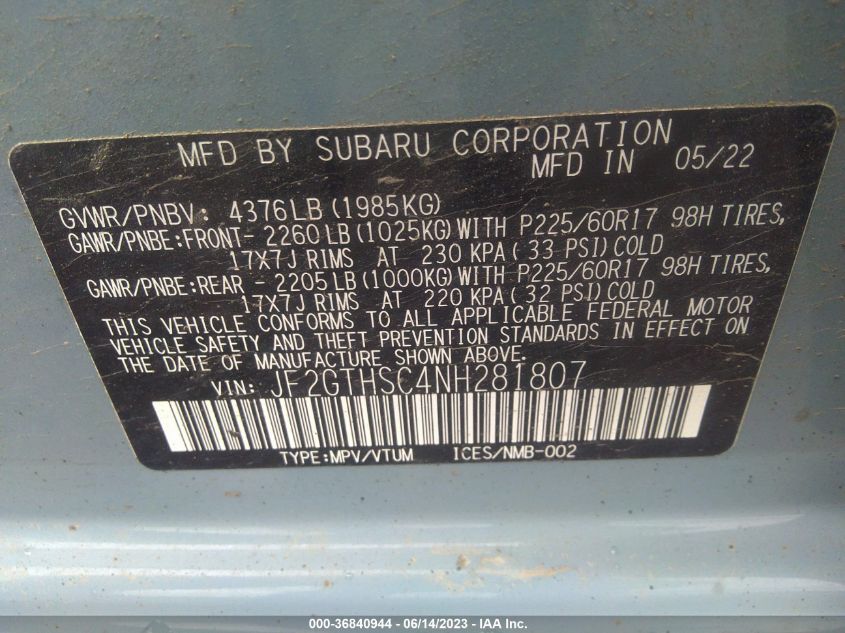 MFD BY SUBARU CORPORATION
MFD IN 05/22
GVWR/PNBV: 4376LB(1985KG)
GAWR/PNBE:FRONT- 2260LB(1025KG)WITH P225/60R17 98H TIRES,
17X7J RIMS AT 230 KPA(33 PSI)COLD
GAWR/PNBE:REAR - 2205LB(1000KG)WITH P225/60R17 98H TIRES,
17X7J RIMS AT 220 KPA(32 PSI)COLD
THIS VEHICLE CONFORMS TO ALL APPLICABLE FEDERAL MOTOR
VEHICLE SAFETY AND THEFT PREVENTION STANDARDS IN EFFECT ON
THE DATE OF MANUFACTURE SHOWN ABOVE.
VIN: JF2GTHSC4NH281807
TYPE:MPV/VTUM ICES/NMB-002
000-36840944 - 06/14/2023 - IAA Inc.